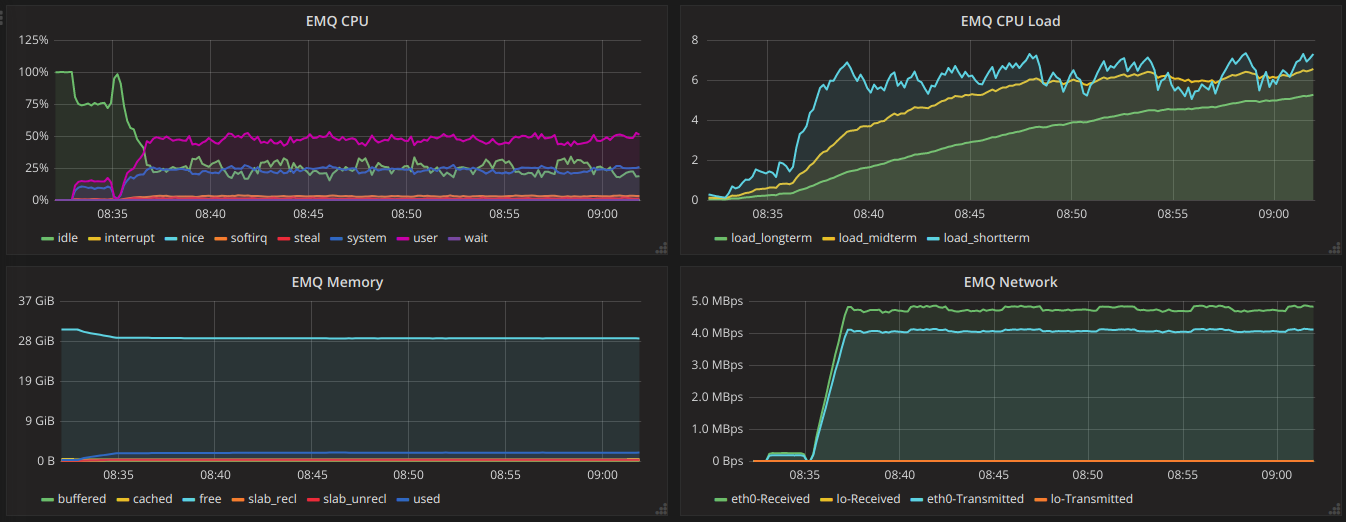 EMQ CPU
125%
100%
75%
50%
25%
0%
08:35 08:40 08:45 08:50 08:55 09:00
idle interrupt nice softirq steal system user wait
EMQ CPU Load
8
6
4
2
0
08:35 08:40 08:45 08:50 08:55 09:00
load_longterm load_midterm load_shortterm
EMQ Memory
37 GiB
28 GiB
19 GiB
9 GiB
0 B
08:35 08:40 08:45 08:50 08:55 09:00
buffered cached free slab_recl slab_unrecl used
EMQ Network
5.0 MBps
4.0 MBps
3.0 MBps
2.0 MBps
1.0 MBps
0 Bps
08:35 08:40 08:45 08:50 08:55 09:00
eth0-Received lo-Received eth0-Transmitted lo-Transmitted